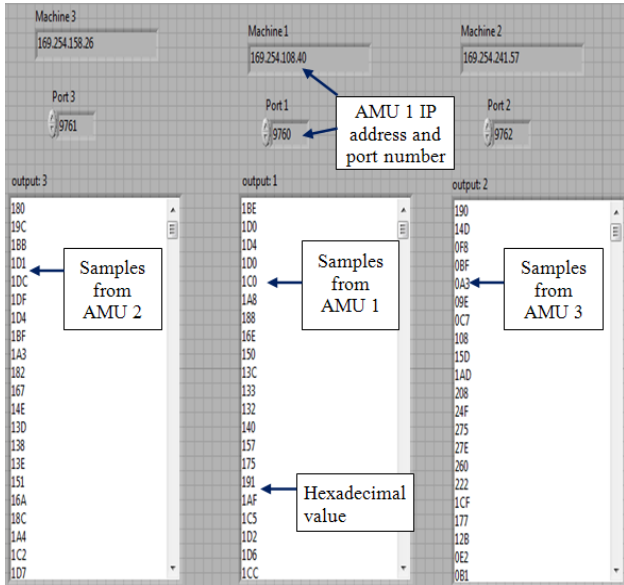 Machine 3
169.254.158.26
Machine 1
169.254.108.40
Machine 2
169.254.241.57
Port 3
9761
Port 1
9760
Port 2
9762
AMU 1 IP
address and
port number
output: 3
180
19C
1BB
1D1
1DC
1DF
1D4
1BF
1A3
182
167
14E
13D
138
13E
151
16A
18C
1A4
1C2
1D7
Samples
from
AMU 2
output: 1
1BE
1D0
1D4
1D0
1C0
1A8
188
16E
150
13C
133
132
140
157
175
191
1AF
1C5
1D2
1D6
1CC
Samples
from
AMU 1
Hexadecimal
value
output: 2
190
14D
0F8
0BF
0A3
09E
0C7
108
15D
1AD
208
24F
275
27E
260
222
1CF
177
12B
0E2
0B1
Samples
from
AMU 3